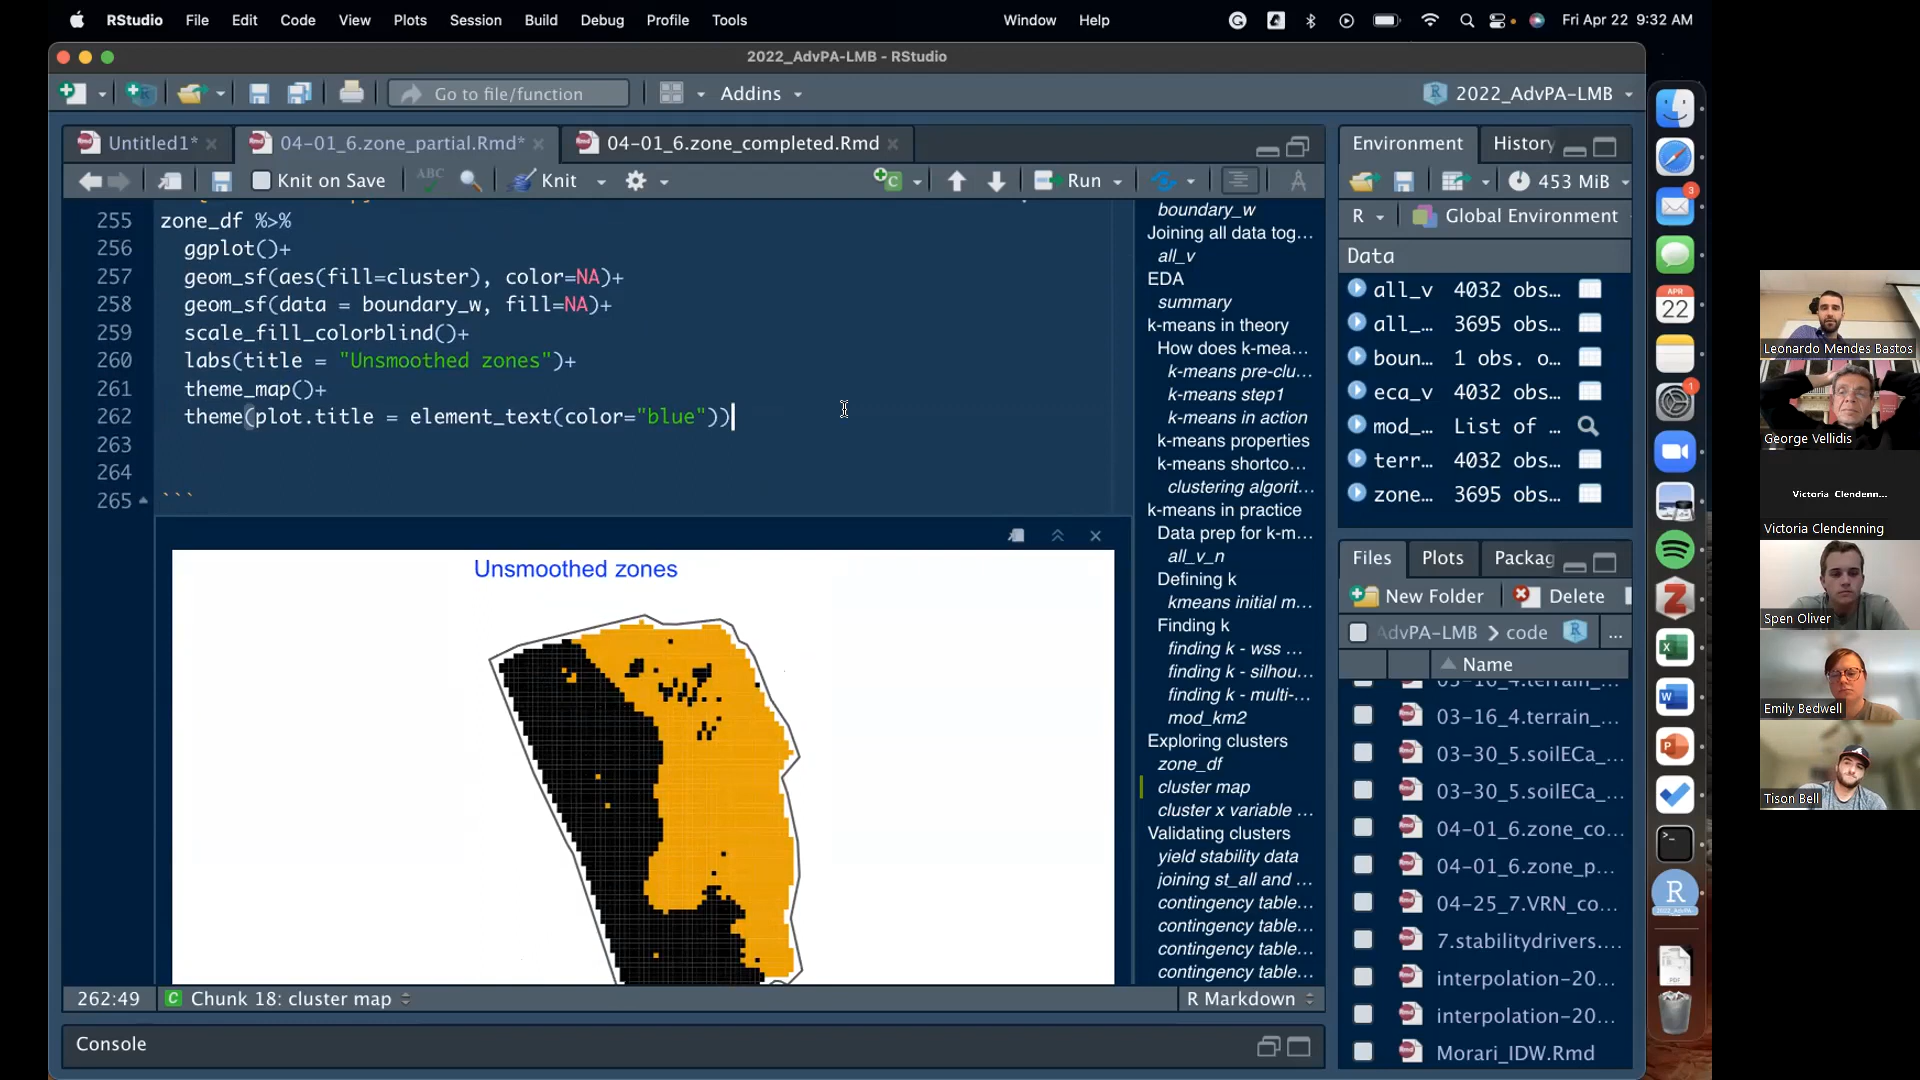 RStudio File Edit Code View Plots Session Build Debug Profile Tools Window Help Fri Apr 22 9:32 AM
2022_AdvPA-LMB - RStudio
Go to file/function Addins 2022_AdvPA-LMB
Untitled1* 04-01_6.zone_partial.Rmd* 04-01_6.zone_completed.Rmd
ABC Knit on Save Knit Run
255 zone_df %>%
256 ggplot()+
257 geom_sf(aes(fill=cluster), color=NA)+
258 geom_sf(data = boundary_w, fill=NA)+
259 scale_fill_colorblind()+
260 labs(title = "Unsmoothed zones")+
261 theme_map()+
262 theme(plot.title = element_text(color="blue"))
263
264
265 ```
Unsmoothed zones
262:49 Chunk 18: cluster map R Markdown
Console
boundary_w
Joining all data tog...
all_v
EDA
summary
k-means in theory
How does k-mea...
k-means pre-clu...
k-means step1
k-means in action
k-means properties
k-means shortco...
clustering algorit...
k-means in practice
Data prep for k-m...
all_v_n
Defining k
kmeans initial m...
Finding k
finding k - wss ...
finding k - silhou...
finding k - multi-...
mod_km2
Exploring clusters
zone_df
cluster map
cluster x variable ...
Validating clusters
yield stability data
joining st_all and ...
contingency table...
contingency table...
contingency table...
contingency table...
Environment History
453 MiB
R Global Environment
Data
all_v 4032 obs...
all_... 3695 obs...
boun... 1 obs. o...
eca_v 4032 obs...
mod_... List of ...
terr... 4032 obs...
zone... 3695 obs...
Files Plots Packag
New Folder Delete
AdvPA-LMB code ...
Name
03-16_4.terrain_...
03-16_4.terrain_...
03-30_5.soilECa_...
03-30_5.soilECa_...
04-01_6.zone_co...
04-01_6.zone_p...
04-25_7.VRN_co...
7.stabilitydrivers....
interpolation-20...
interpolation-20...
Morari_IDW.Rmd
3
APR
22
1
Leonardo Mendes Bastos
George Vellidis
Victoria Clendenn...
Victoria Clendenning
Spen Oliver
Emily Bedwell
Tison Bell